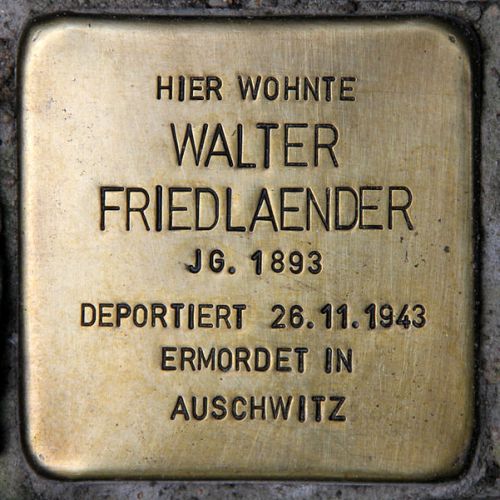 HIER WOHNTE
WALTER
FRIEDLAENDER
JG. 1893
DEPORTIERT 26.11.1943
ERMORDET IN
AUSCHWITZ